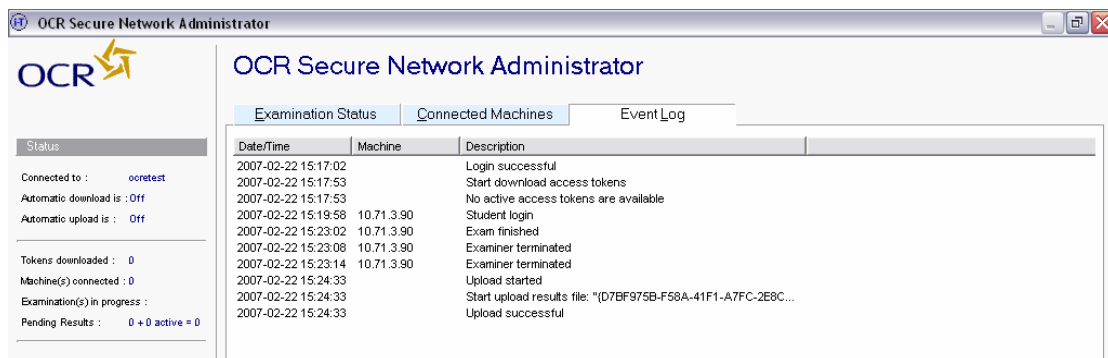 OCR Secure Network Administrator
OCR
OCR Secure Network Administrator
Examination Status Connected Machines Event Log
Status
Connected to : ocretest
Automatic download is : Off
Automatic upload is : Off
Tokens downloaded : 0
Machine(s) connected : 0
Examination(s) in progress :
Pending Results : 0 + 0 active = 0
Date/Time Machine Description
2007-02-22 15:17:02 Login successful
2007-02-22 15:17:53 Start download access tokens
2007-02-22 15:17:53 No active access tokens are available
2007-02-22 15:19:58 10.71.3.90 Student login
2007-02-22 15:23:02 10.71.3.90 Exam finished
2007-02-22 15:23:08 10.71.3.90 Examiner terminated
2007-02-22 15:23:14 10.71.3.90 Examiner terminated
2007-02-22 15:24:33 Upload started
2007-02-22 15:24:33 Start upload results file: "{D7BF975B-F58A-41F1-A7FC-2E8C...
2007-02-22 15:24:33 Upload successful